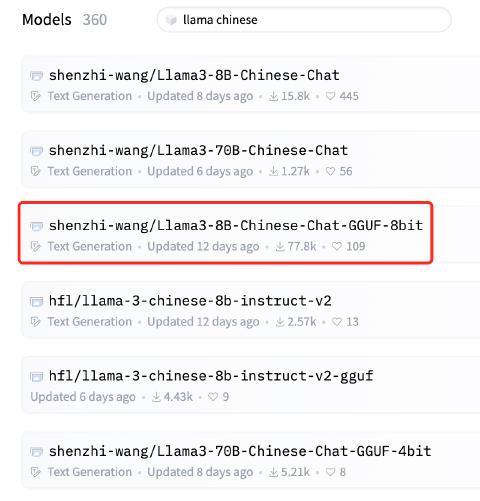 Models 360 llama chinese
shenzhi-wang/Llama3-8B-Chinese-Chat
Text Generation • Updated 8 days ago • 15.8k • 445
shenzhi-wang/Llama3-70B-Chinese-Chat
Text Generation • Updated 6 days ago • 1.27k • 56
shenzhi-wang/Llama3-8B-Chinese-Chat-GGUF-8bit
Text Generation • Updated 12 days ago • 77.8k • 109
hfl/llama-3-chinese-8b-instruct-v2
Text Generation • Updated 12 days ago • 2.57k • 13
hfl/llama-3-chinese-8b-instruct-v2-gguf
Updated 6 days ago • 4.43k • 9
shenzhi-wang/Llama3-70B-Chinese-Chat-GGUF-4bit
Text Generation • Updated 8 days ago • 5.21k • 8